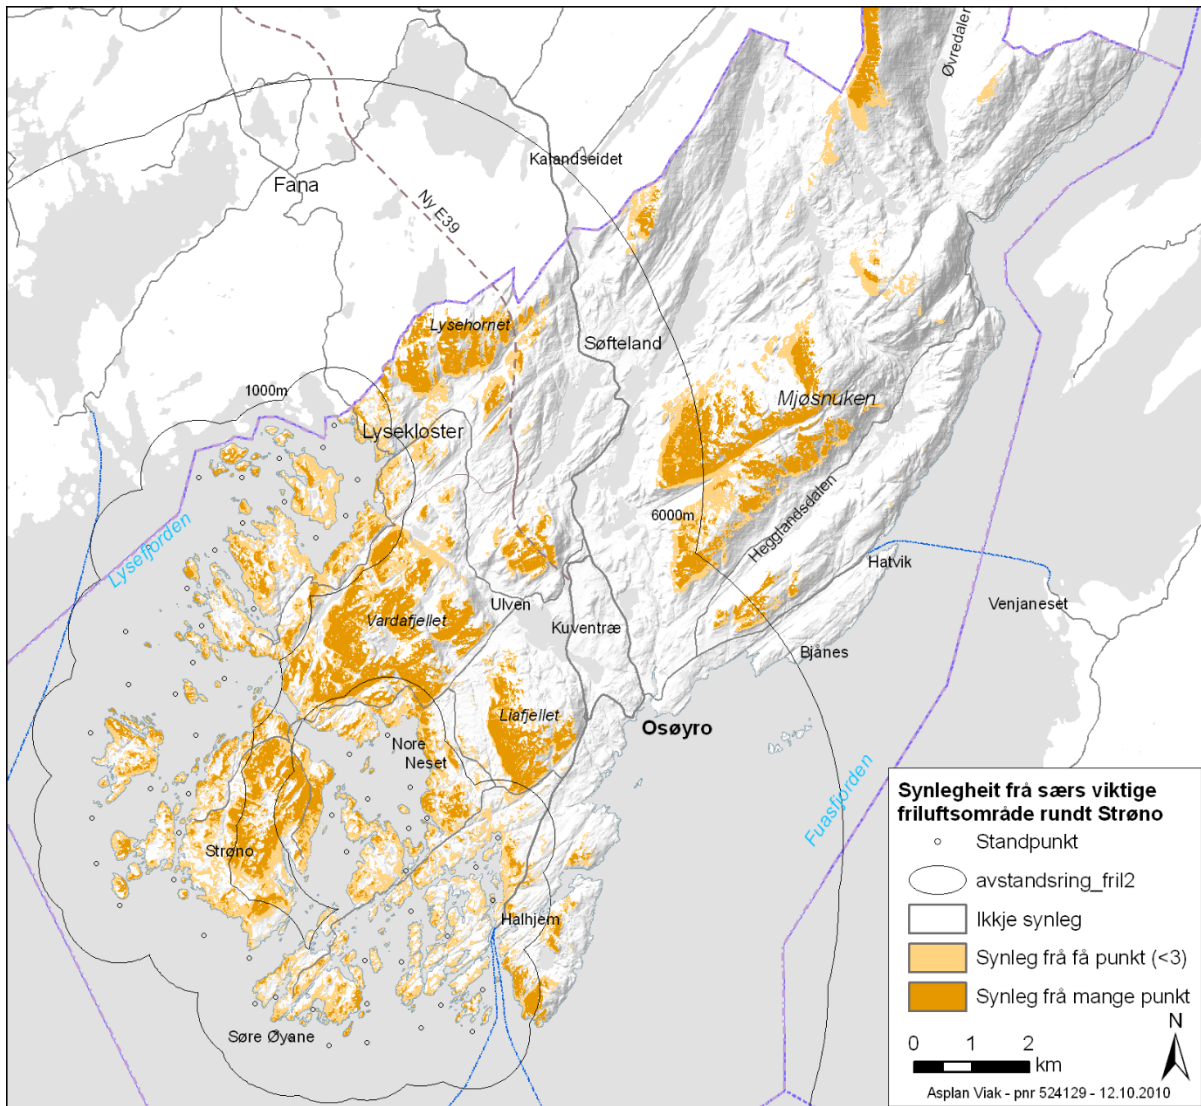 Øvredalen
Kalandseidet
Fana
Ny E39
Lysehornet
Søfteland
1000m
Mjøsnuken
Lysekloster
6000m
Lysefjorden
Hegglandsdalen
Hatvik
Ulven
Venjaneset
Vardafjellet
Kuventræ
Bjånes
Liafjellet
Osøyro
Nore
Neset
Fuasfjorden
Strøno
Halhjem
Søre Øyane
Synlegheit frå særs viktige
friluftsområde rundt Strøno
Standpunkt
avstandsring_fril2
Ikkje synleg
Synleg frå få punkt (<3)
Synleg frå mange punkt
N
0 1 2
km
Asplan Viak - pnr 524129 - 12.10.2010